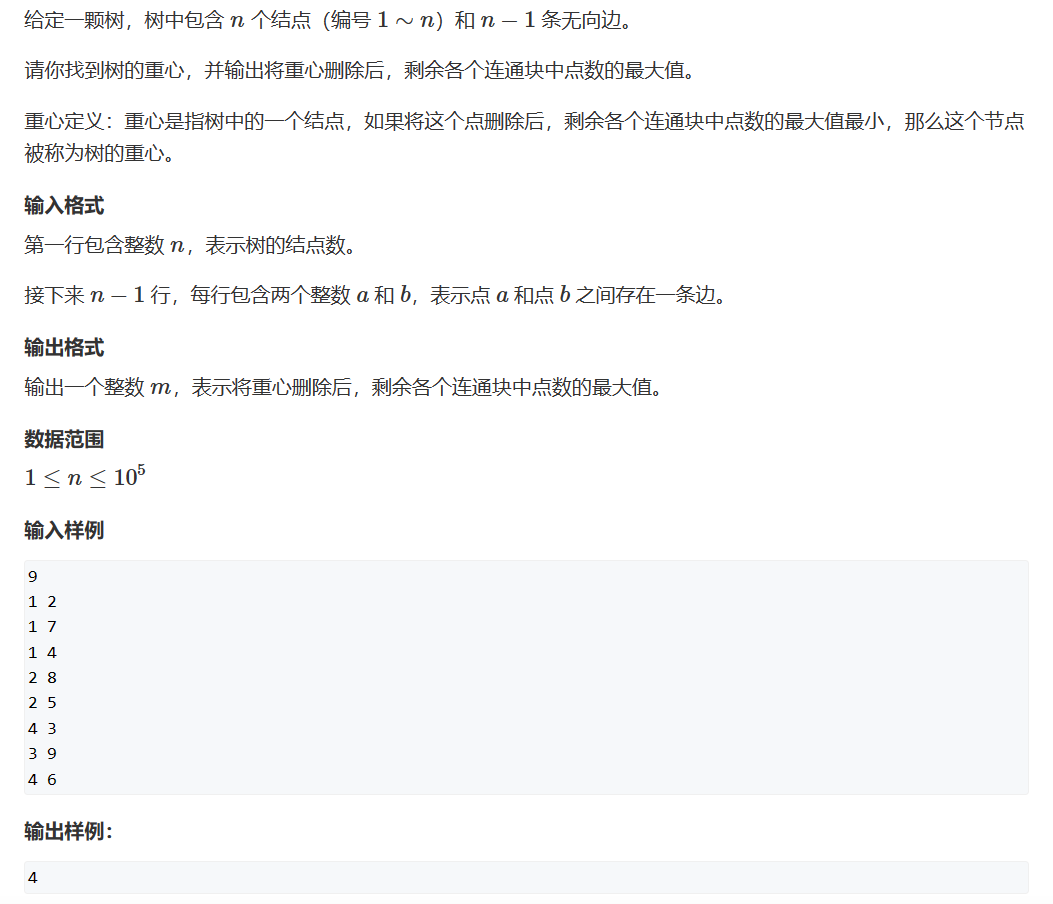 给定一颗树，树中包含 n 个结点（编号 1 ∼ n）和 n − 1 条无向边。
请你找到树的重心，并输出将重心删除后，剩余各个连通块中点数的最大值。
重心定义：重心是指树中的一个结点，如果将这个点删除后，剩余各个连通块中点数的最大值最小，那么这个节点
被称为树的重心。
输入格式
第一行包含整数 n，表示树的结点数。
接下来 n − 1 行，每行包含两个整数 a 和 b，表示点 a 和点 b 之间存在一条边。
输出格式
输出一个整数 m，表示将重心删除后，剩余各个连通块中点数的最大值。
数据范围
1 ≤ n ≤ 10⁵
输入样例
9
1 2
1 7
1 4
2 8
2 5
4 3
3 9
4 6
输出样例：
4